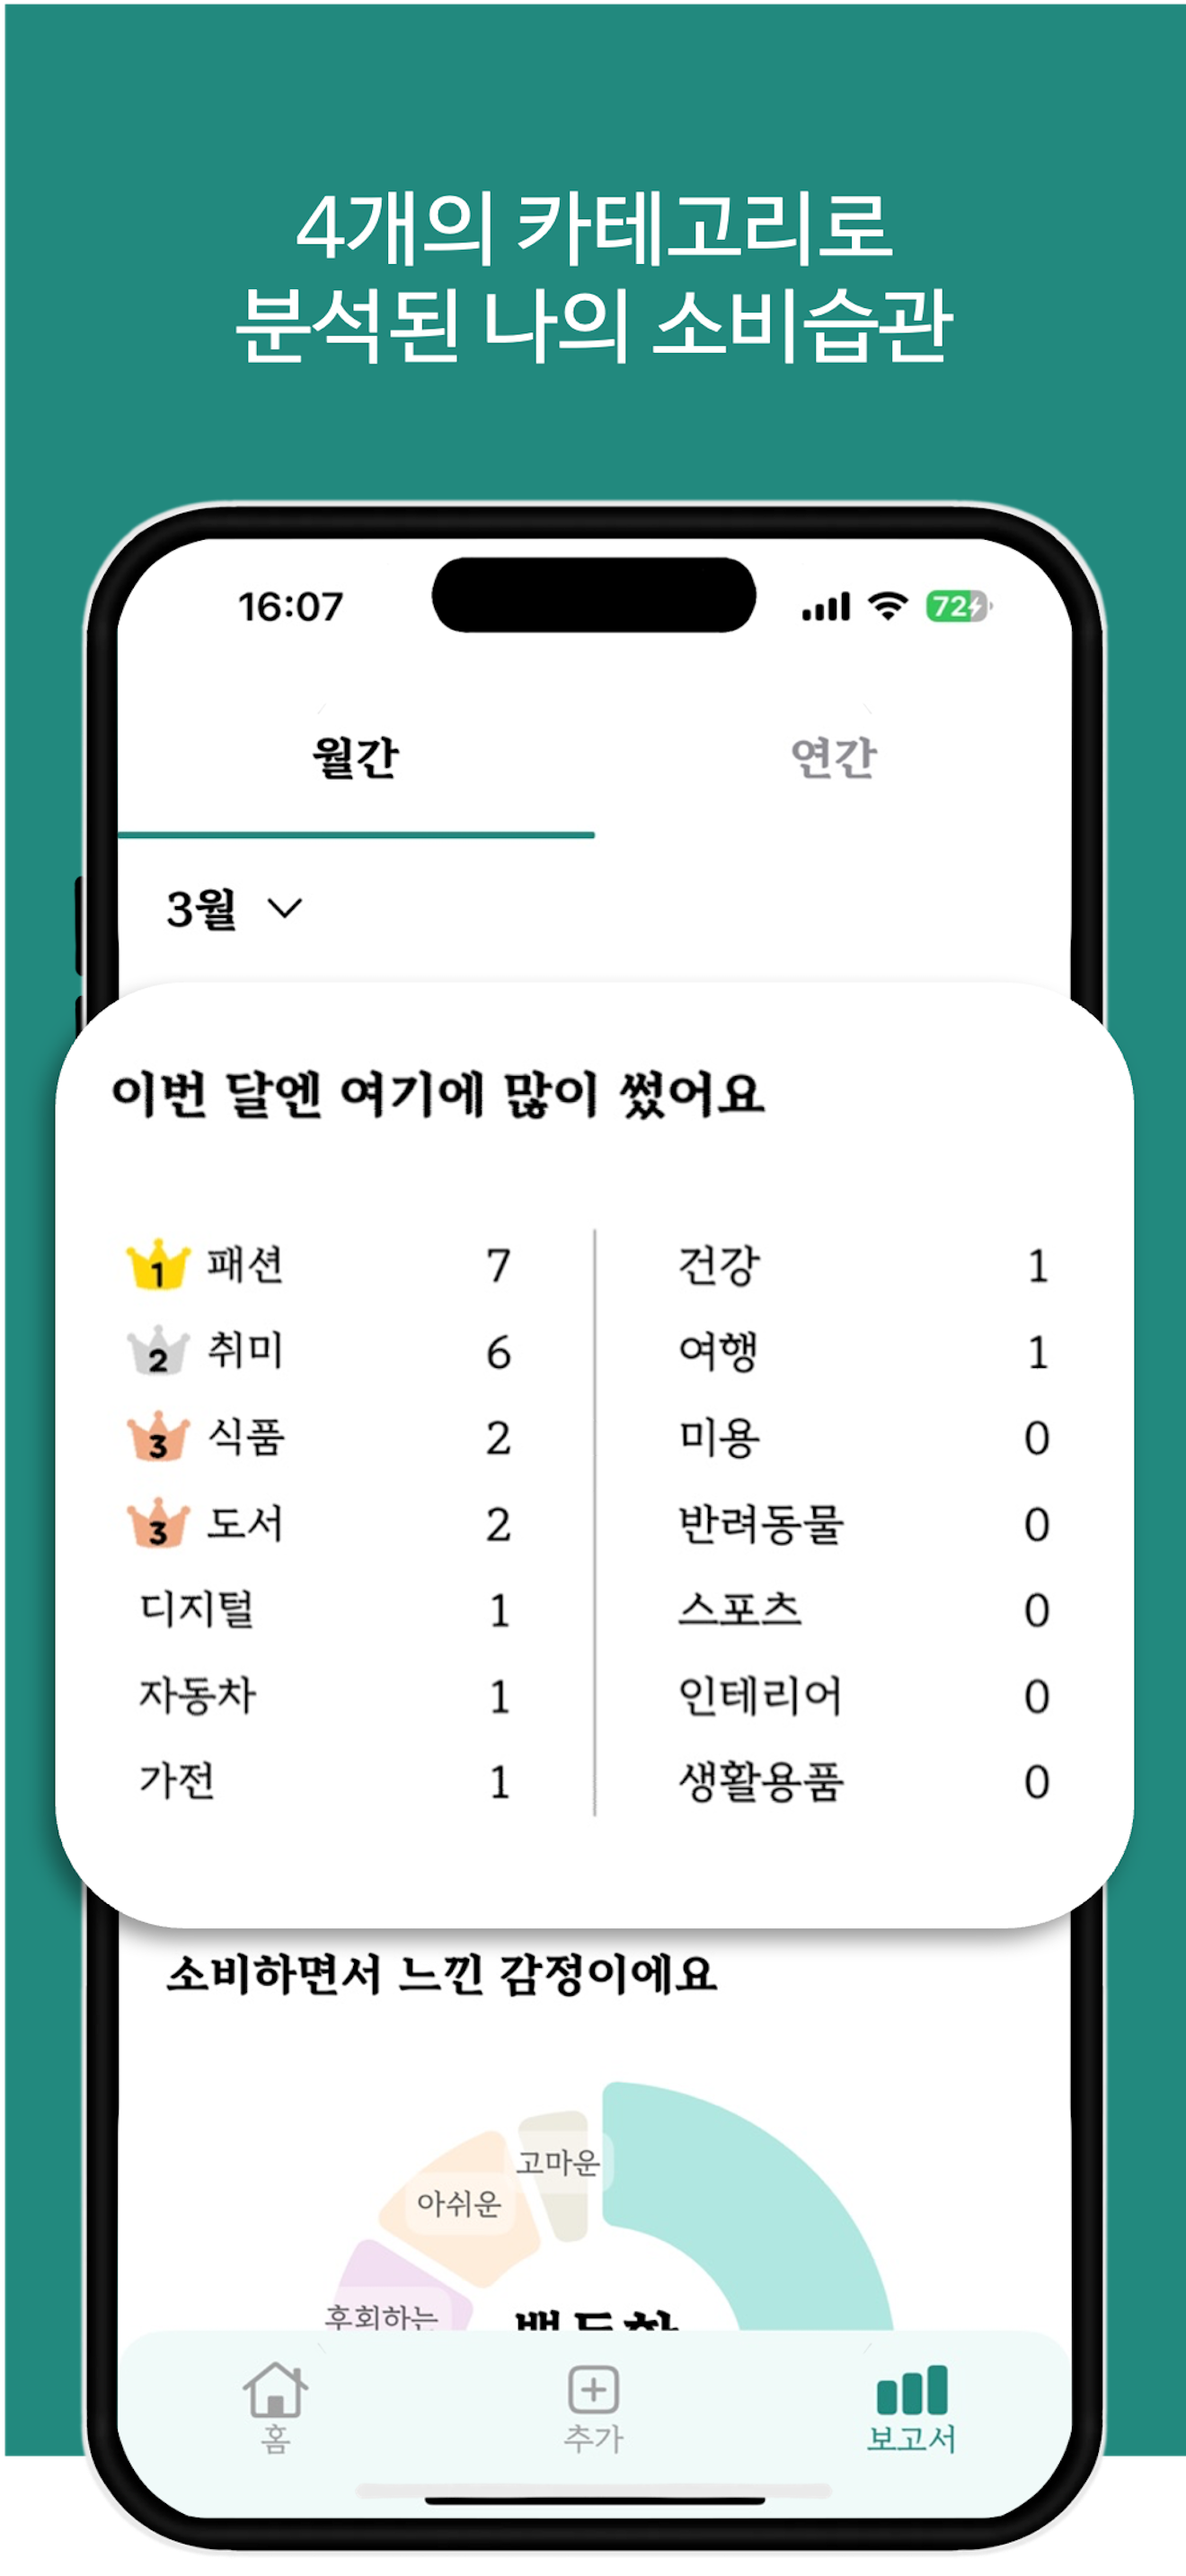 4개의 카테고리로
분석된 나의 소비습관
16:07
72
월간 연간
3월
이번 달엔 여기에 많이 썼어요
1 패션 7
2 취미 6
3 식품 2
3 도서 2
디지털 1
자동차 1
가전 1
건강 1
여행 1
미용 0
반려동물 0
스포츠 0
인테리어 0
생활용품 0
소비하면서 느낀 감정이에요
고마운
아쉬운
후회하는
홈 추가 보고서